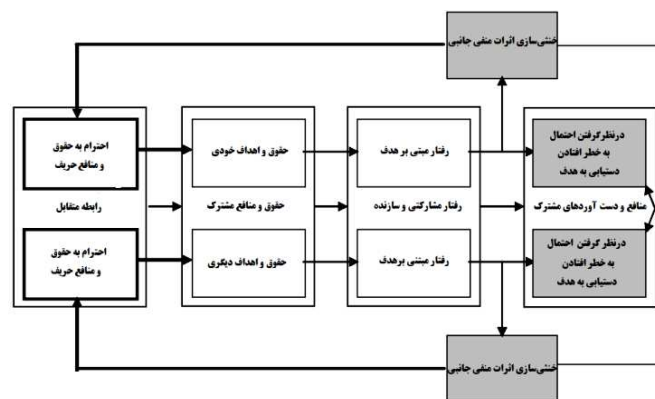 خنثی‌سازی اثرات منفی جانبی
احترام به حقوق
و منافع حریف
حقوق و اهداف خودی
رفتار مبتی بر هدف
درنظر گرفتن احتمال
به خطر افتادن
دستیابی به هدف
رابطه متقابل
حقوق و منافع مشترک
رفتار مشارکتی و سازنده
منافع و دست آوردهای مشترک
احترام به حقوق
و منافع حریف
حقوق و اهداف دیگری
رفتار مبتنی برهدف
درنظر گرفتن احتمال
به خطر افتادن
دستیابی به هدف
خنثی‌سازی اثرات منفی جانبی